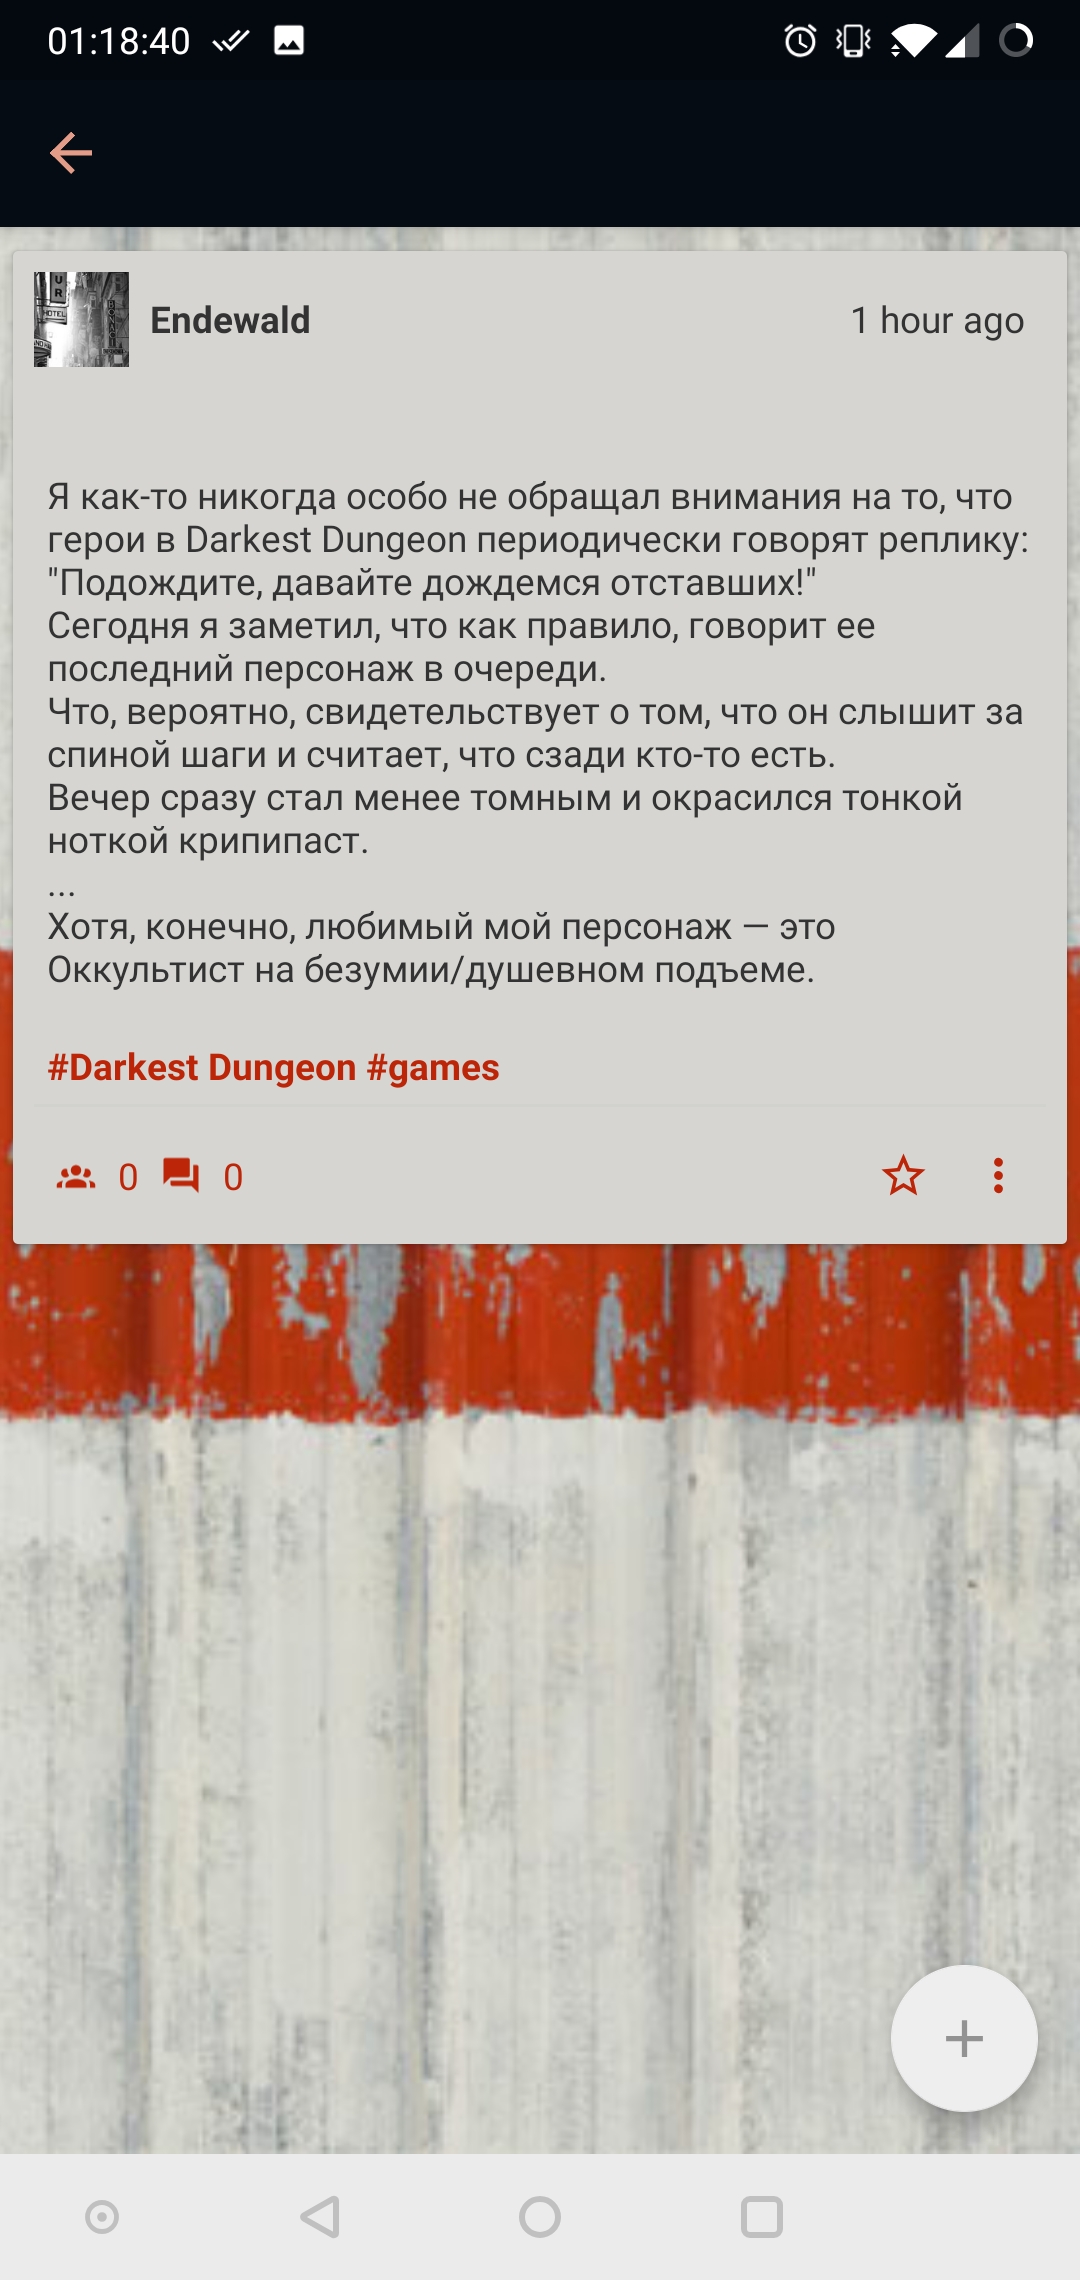 01:18:40
Endewald
1 hour ago
Я как-то никогда особо не обращал внимания на то, что
герои в Darkest Dungeon периодически говорят реплику:
"Подождите, давайте дождемся отставших!"
Сегодня я заметил, что как правило, говорит ее
последний персонаж в очереди.
Что, вероятно, свидетельствует о том, что он слышит за
спиной шаги и считает, что сзади кто-то есть.
Вечер сразу стал менее томным и окрасился тонкой
ноткой крипипаст.
...
Хотя, конечно, любимый мой персонаж — это
Оккультист на безумии/душевном подъеме.
#Darkest Dungeon #games
0 0